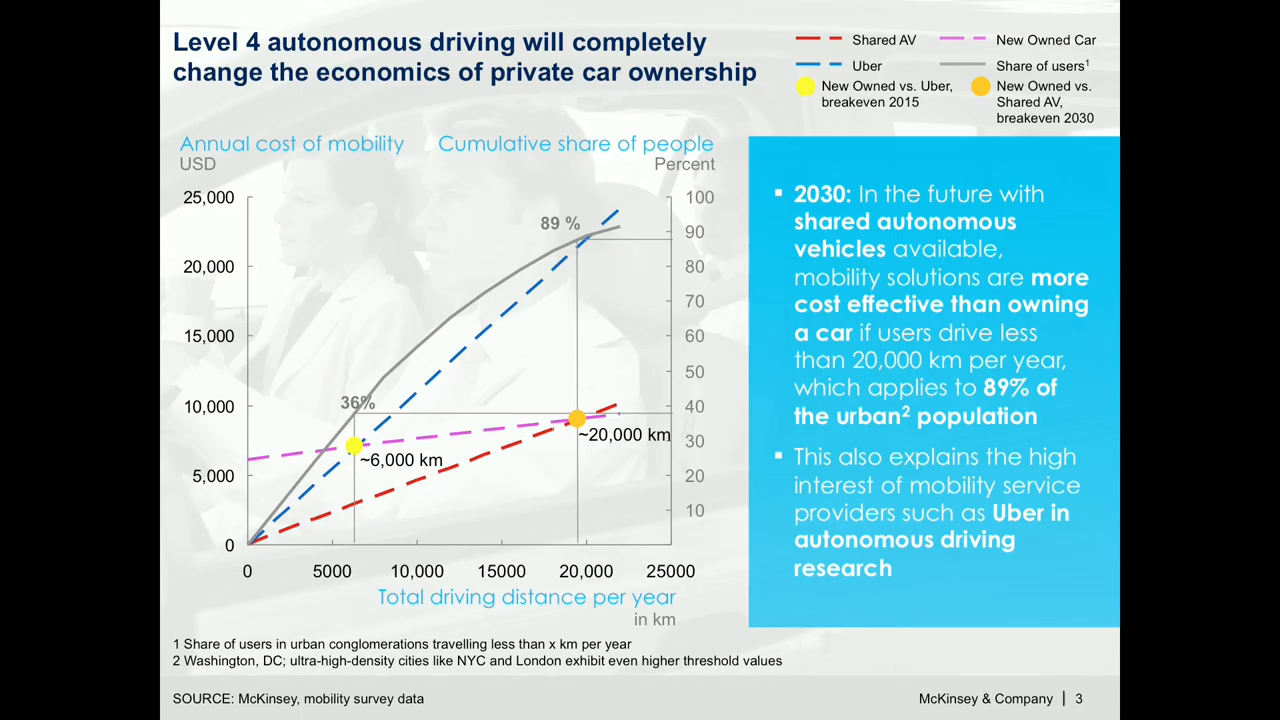 Level 4 autonomous driving will completely
change the economics of private car ownership
Shared AV
New Owned Car
Uber
Share of users1
New Owned vs. Uber,
breakeven 2015
New Owned vs.
Shared AV,
breakeven 2030
Annual cost of mobility
USD
Cumulative share of people
Percent
25,000
20,000
15,000
10,000
5,000
0
100
90
80
70
60
50
40
30
20
10
89 %
36%
~6,000 km
~20,000 km
0
5000
10,000
15000
20,000
25000
Total driving distance per year
in km
▪ 2030: In the future with
shared autonomous
vehicles available,
mobility solutions are more
cost effective than owning
a car if users drive less
than 20,000 km per year,
which applies to 89% of
the urban2 population
▪ This also explains the high
interest of mobility service
providers such as Uber in
autonomous driving
research
1 Share of users in urban conglomerations travelling less than x km per year
2 Washington, DC; ultra-high-density cities like NYC and London exhibit even higher threshold values
SOURCE: McKinsey, mobility survey data
McKinsey & Company | 3